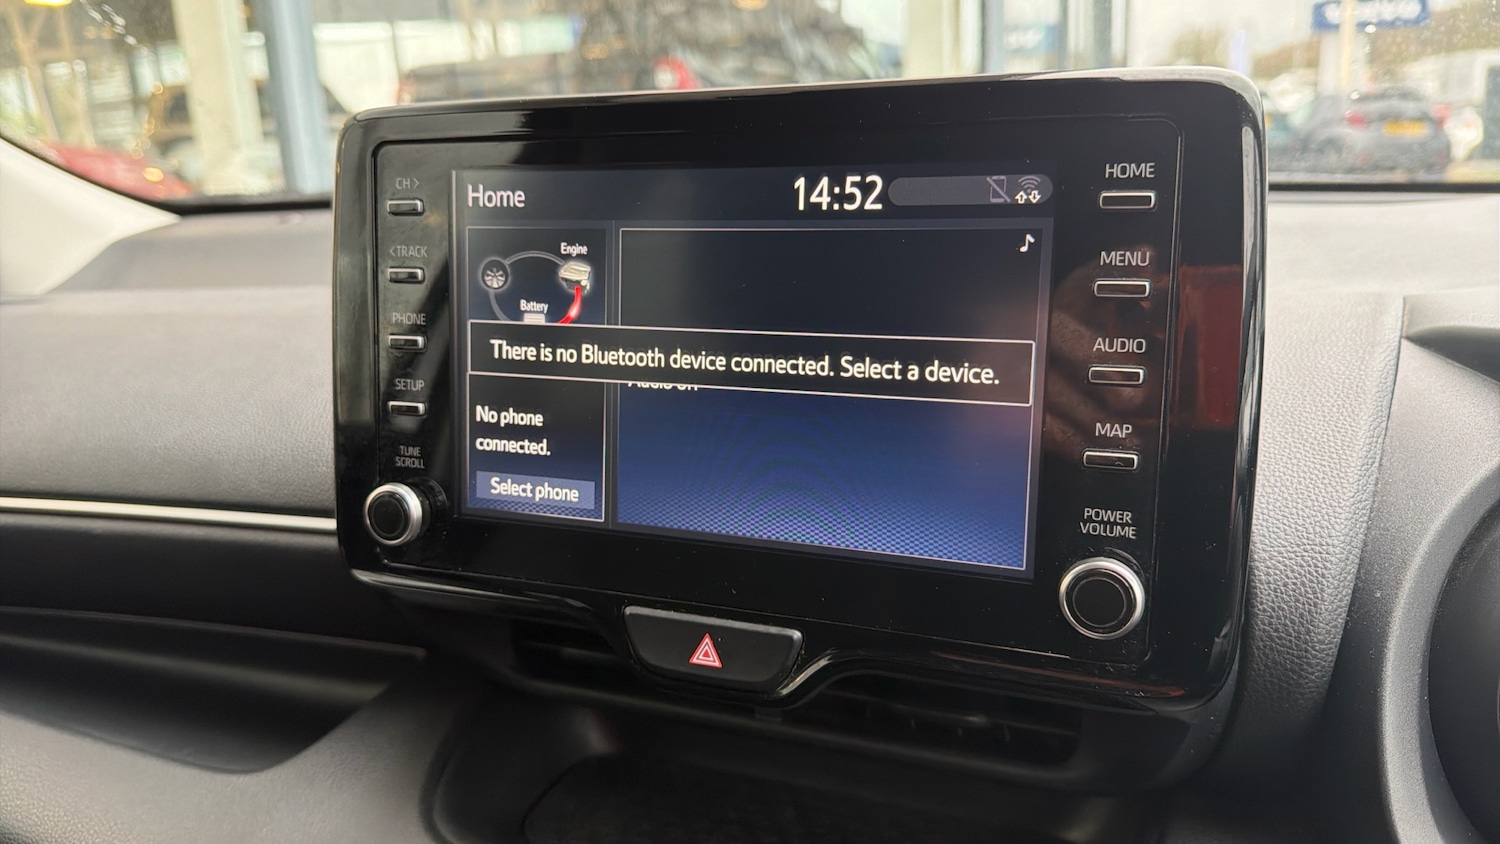 CH >
< TRACK
PHONE
SETUP
TUNE
SCROLL
Home
14:52
Engine
Battery
There is no Bluetooth device connected. Select a device.
No phone
connected.
Select phone
HOME
MENU
AUDIO
MAP
POWER
VOLUME